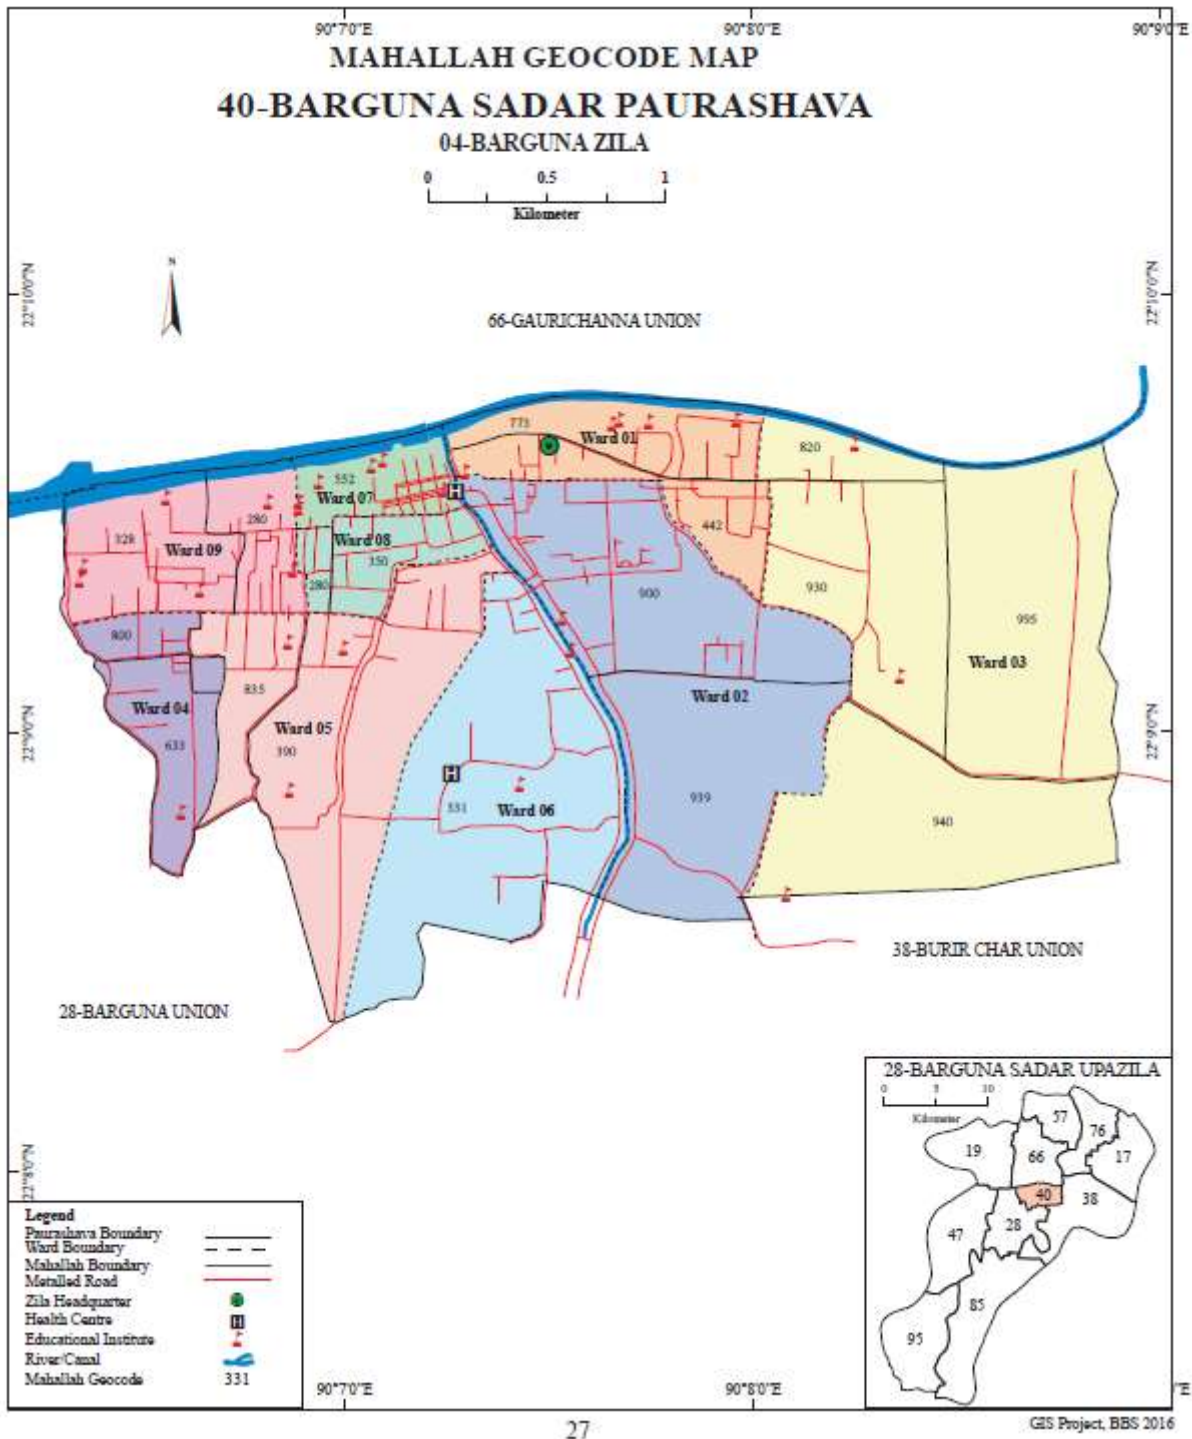 90°7'0"E 90°8'0"E 90°9'0"E
MAHALLAH GEOCODE MAP
40-BARGUNA SADAR PAURASHAVA
04-BARGUNA ZILA
0 0.5 1
Kilometer
N
22°10'0"N 22°10'0"N
66-GAURICHANNA UNION
773
Ward 01
820
552
Ward 07
280
328
Ward 09
Ward 08
350
280
442
900
930
995
800
Ward 03
835
Ward 02
Ward 04
Ward 05
633
390
22°9'0"N 22°9'0"N
331
Ward 06
939
940
38-BURIR CHAR UNION
28-BARGUNA UNION
28-BARGUNA SADAR UPAZILA
0 5 10
Kilometer
57
76
19
66
17
40
38
47
28
85
95
22°8'0"N
Legend
Paurashava Boundary
Ward Boundary
Mahallah Boundary
Metalled Road
Zila Headquarter
Health Centre
H
Educational Institute
River/Canal
Mahallah Geocode 331
90°7'0"E 90°8'0"E "E
27
GIS Project, BBS 2016